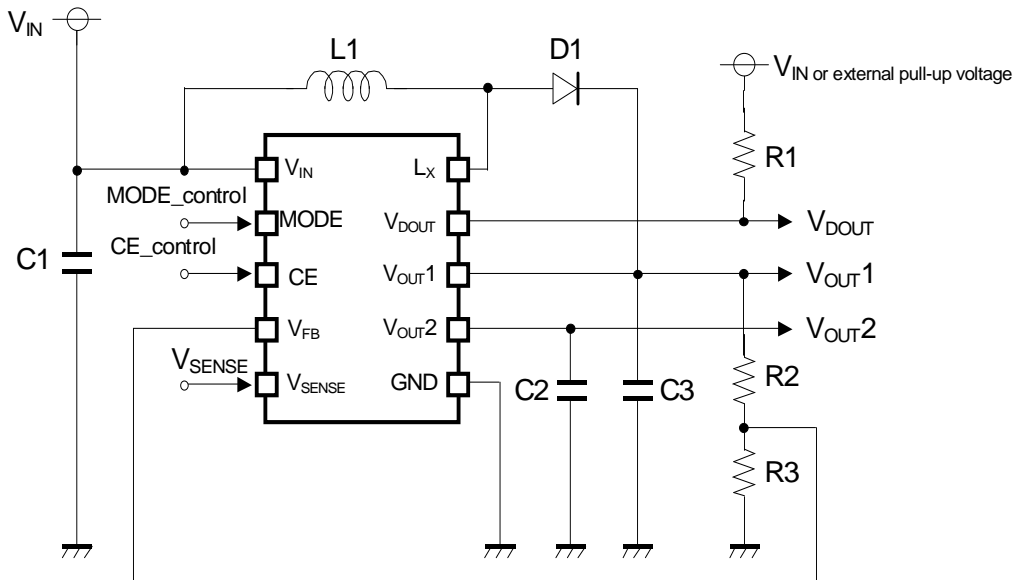 VIN
L1
D1
VIN or external pull-up voltage
R1
VIN
LX
MODE_control
MODE
VDOUT
VDOUT
CE_control
C1
CE
VOUT1
VOUT1
VFB
VOUT2
VOUT2
VSENSE
VSENSE
GND
C2
C3
R2
R3